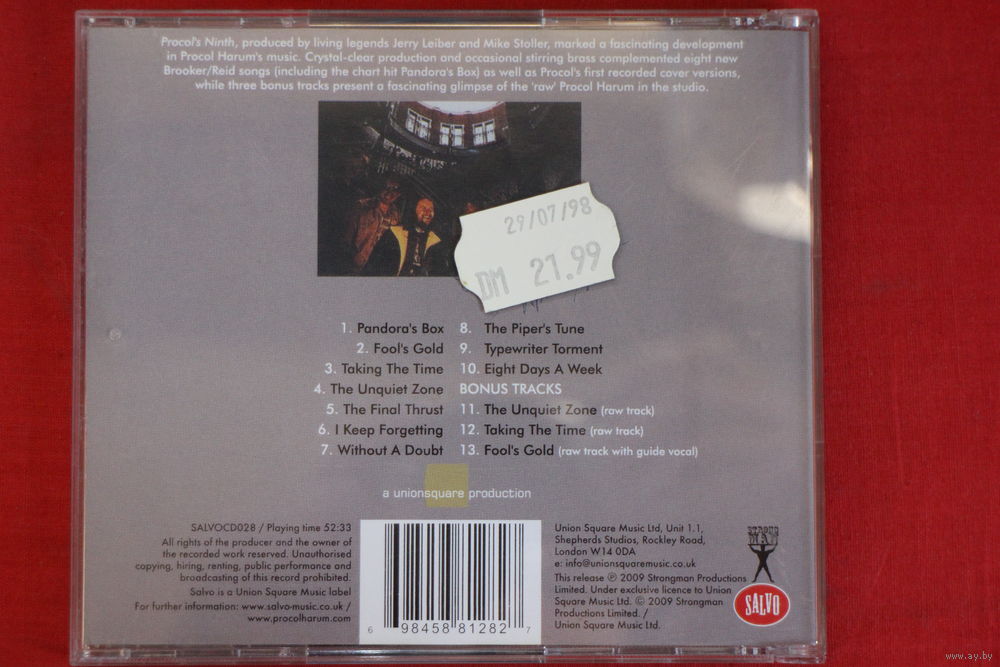 Procol's Ninth, produced by living legends Jerry Leiber and Mike Stoller, marked a fascinating development
in Procol Harum's music. Crystal-clear production and occasional stirring brass complemented eight new
Brooker/Reid songs (including the chart hit Pandora's Box) as well as Procol's first recorded cover versions,
while three bonus tracks present a fascinating glimpse of the 'raw' Procol Harum in the studio.
29/07/98
DM 21.99
1. Pandora's Box
2. Fool's Gold
3. Taking The Time
4. The Unquiet Zone
5. The Final Thrust
6. I Keep Forgetting
7. Without A Doubt
8. The Piper's Tune
9. Typewriter Torment
10. Eight Days A Week
BONUS TRACKS
11. The Unquiet Zone (raw track)
12. Taking The Time (raw track)
13. Fool's Gold (raw track with guide vocal)
a unionsquare production
SALVOCD028 / Playing time 52:33
All rights of the producer and the owner of
the recorded work reserved. Unauthorised
copying, hiring, renting, public performance and
broadcasting of this record prohibited.
Salvo is a Union Square Music label
For further information: www.salvo-music.co.uk /
www.procolharum.com
6 98458 81282 7
Union Square Music Ltd, Unit 1.1,
Shepherds Studios, Rockley Road,
London W14 0DA
e: info@unionsquaremusic.co.uk
This release ℗ 2009 Strongman Productions
Limited. Under exclusive licence to Union
Square Music Ltd. © 2009 Strongman
Productions Limited. /
Union Square Music Ltd.
STRONG
MAN
SALVO
www.ay.by